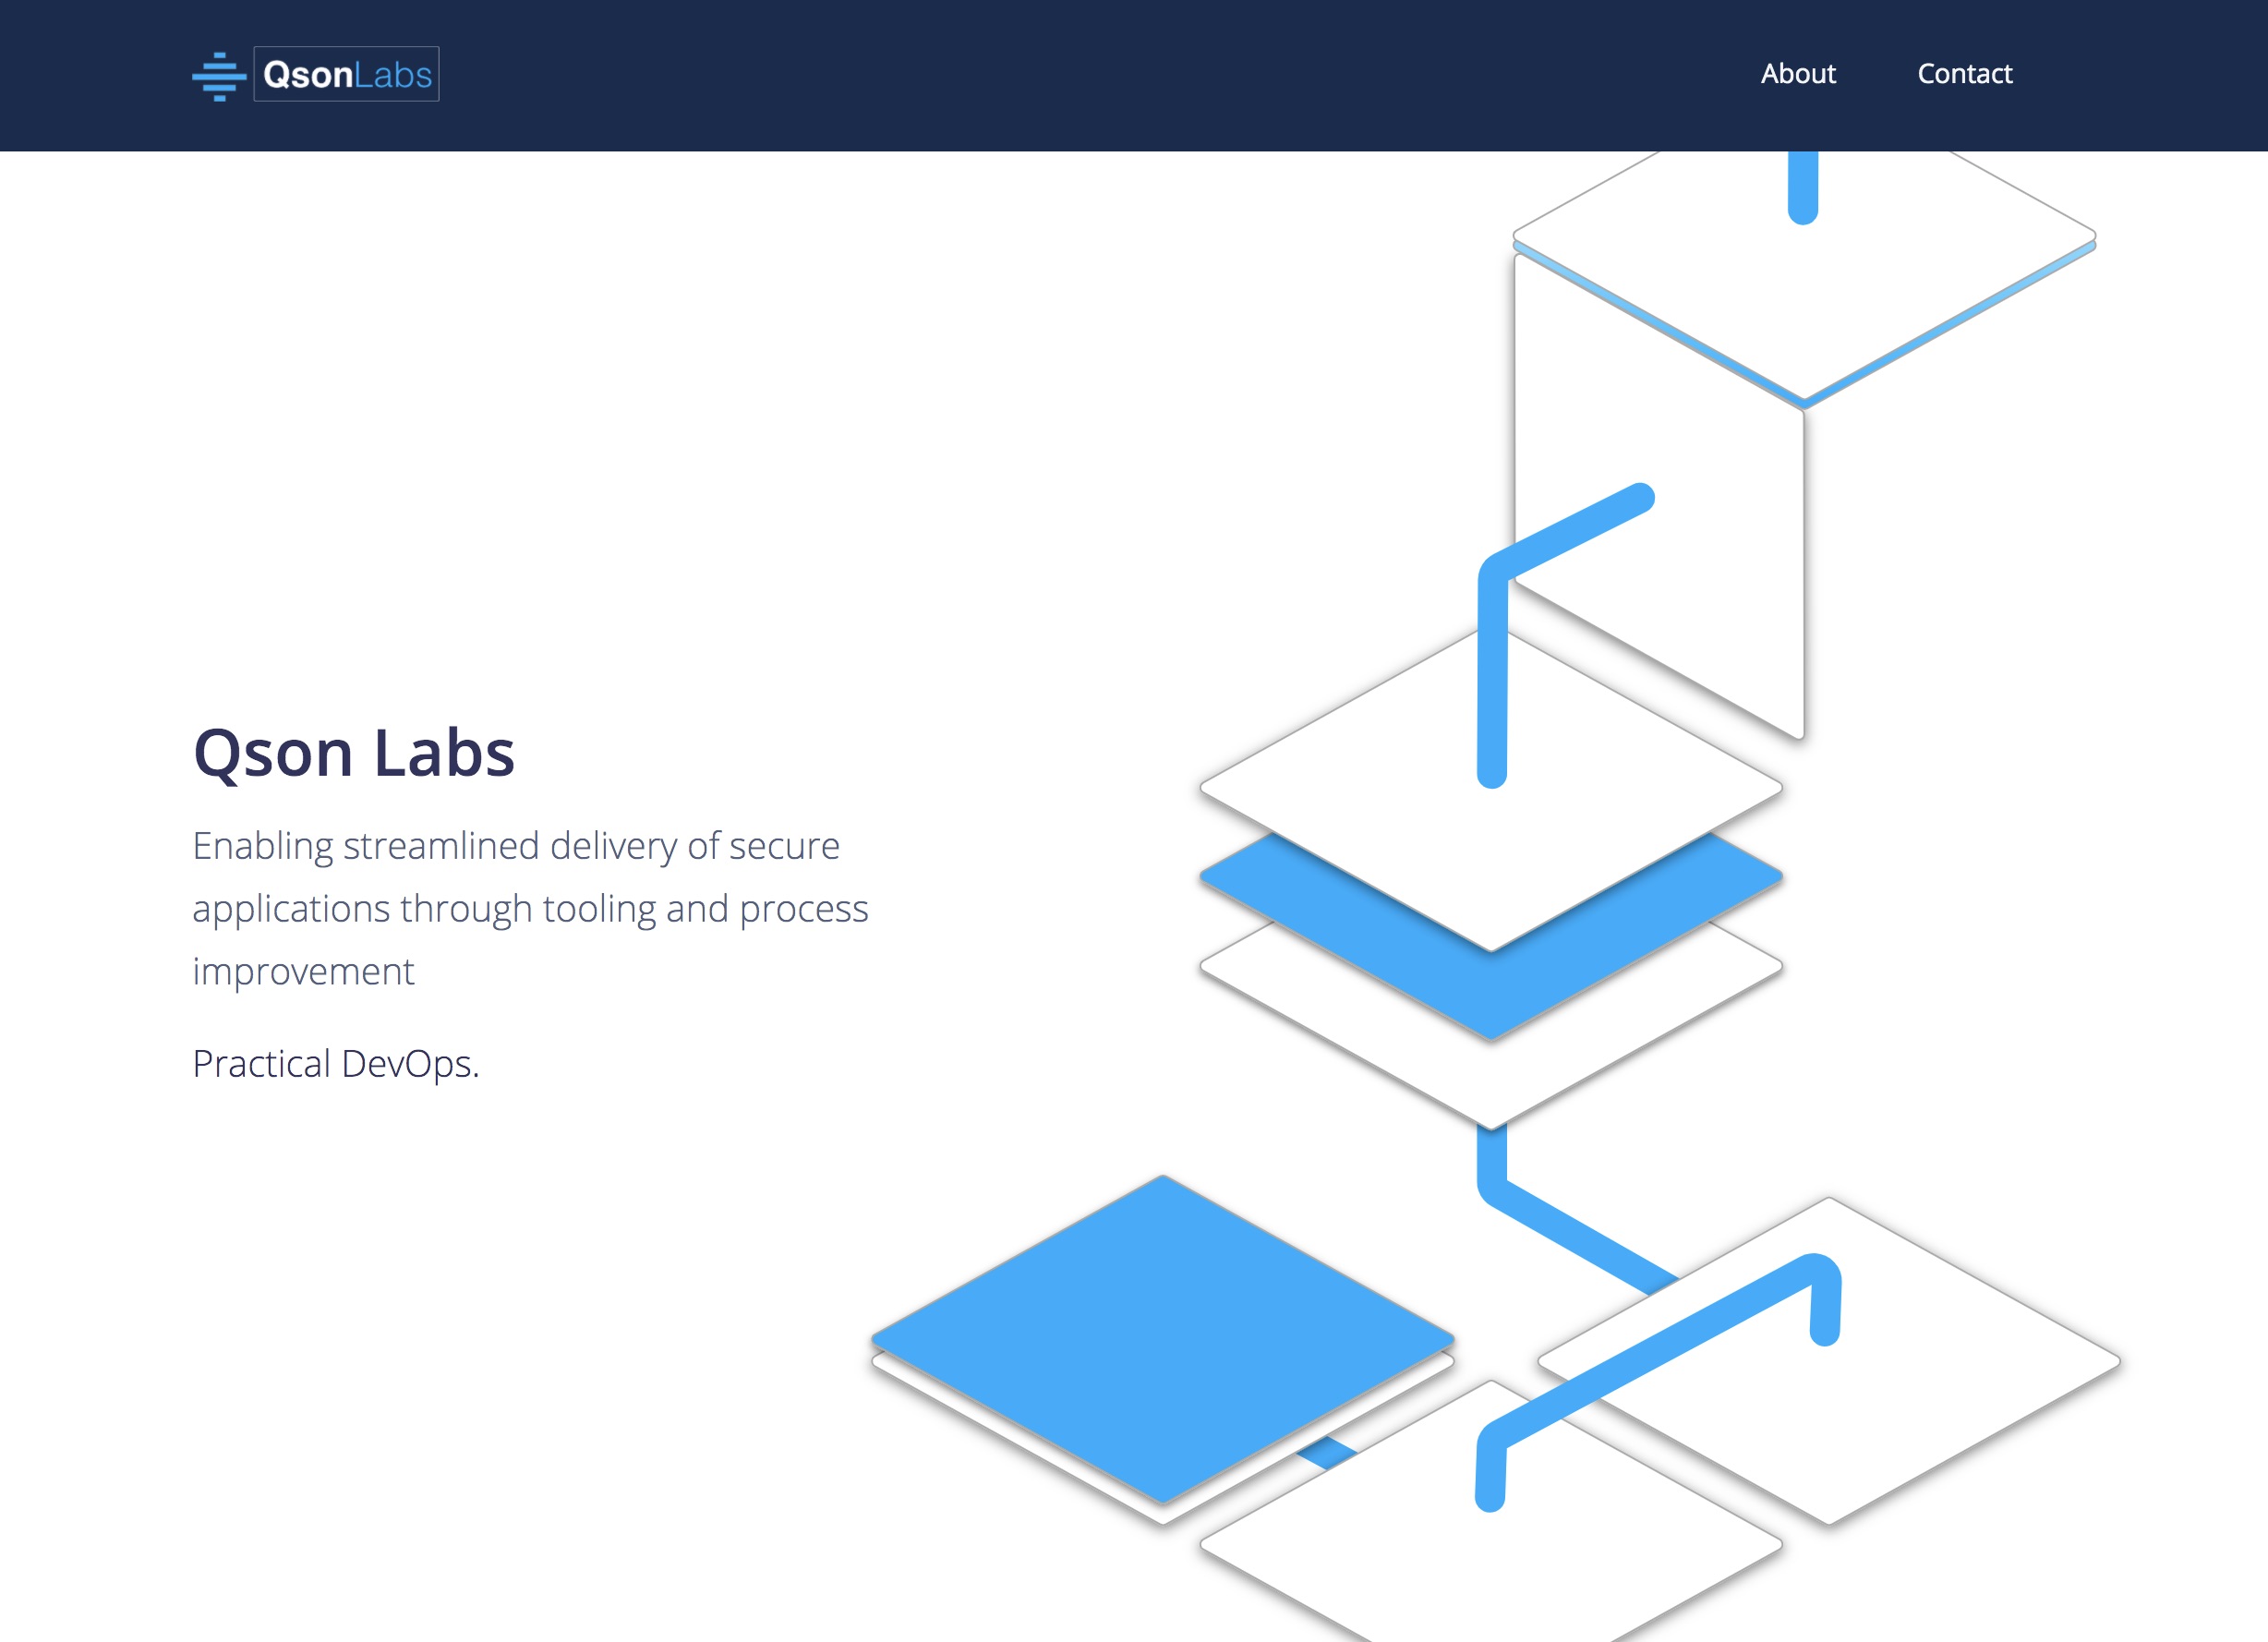 QsonLabs
About
Contact
Qson Labs
Enabling streamlined delivery of secure
applications through tooling and process
improvement
Practical DevOps.